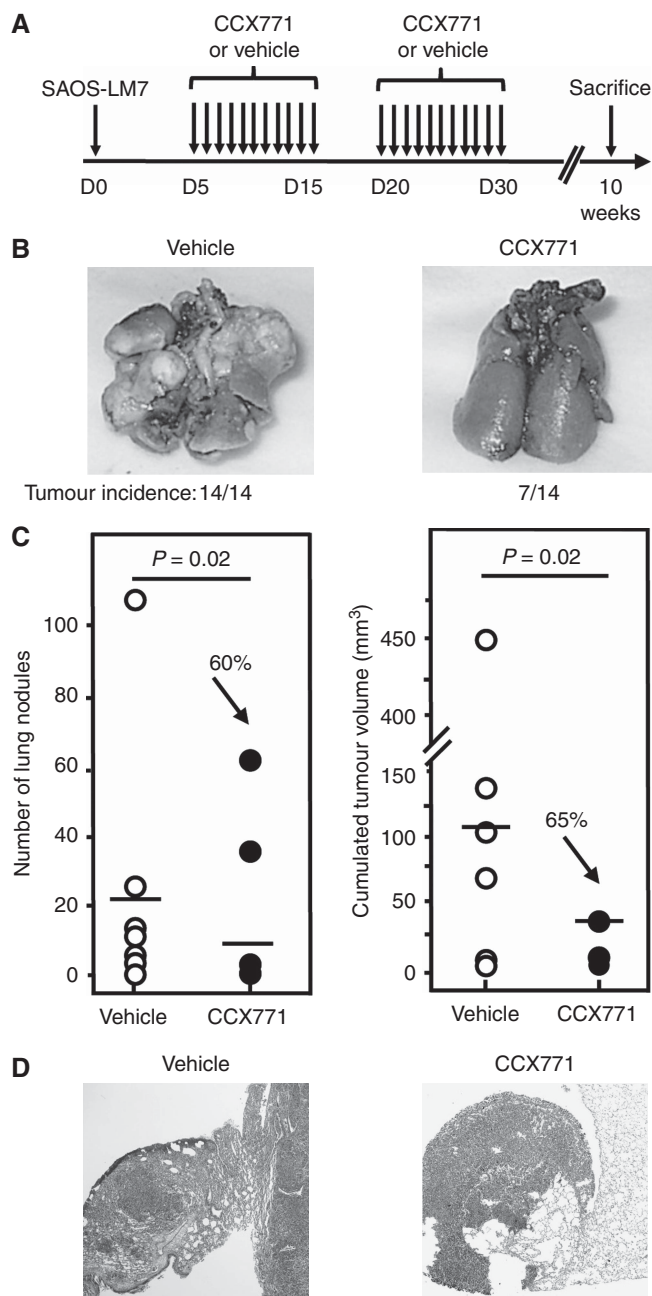 A
CCX771 CCX771
or vehicle or vehicle
SAOS-LM7 Sacrifice
D0 D5 D15 D20 D30 10
weeks
B
Vehicle CCX771
Tumour incidence: 14/14 7/14
C
Number of lung nodules
P = 0.02
60%
100
80
60
40
20
0
Vehicle CCX771
Cumulated tumour volume (mm³)
P = 0.02
65%
450
400
150
100
50
0
Vehicle CCX771
D
Vehicle CCX771